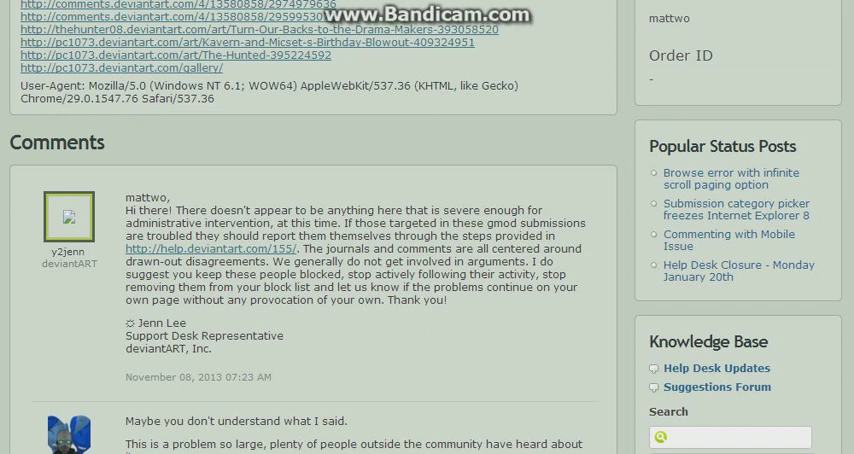 http://comments.deviantart.com/4/13580858/2974979636
www.Bandicam.com
http://comments.deviantart.com/4/13580858/29599530
http://thehunter08.deviantart.com/art/Turn-Our-Backs-to-the-Drama-Makers-393058520
http://pc1073.deviantart.com/art/Kavern-and-Micset-s-Birthday-Blowout-409324951
http://pc1073.deviantart.com/art/The-Hunted-395224592
http://pc1073.deviantart.com/gallery/
User-Agent: Mozilla/5.0 (Windows NT 6.1; WOW64) AppleWebKit/537.36 (KHTML, like Gecko)
Chrome/29.0.1547.76 Safari/537.36
Comments
y2jenn
deviantART
mattwo,
Hi there! There doesn't appear to be anything here that is severe enough for
administrative intervention, at this time. If those targeted in these gmod submissions
are troubled they should report them themselves through the steps provided in
http://help.deviantart.com/155/. The journals and comments are all centered around
drawn-out disagreements. We generally do not get involved in arguments. I do
suggest you keep these people blocked, stop actively following their activity, stop
removing them from your block list and let us know if the problems continue on your
own page without any provocation of your own. Thank you!
☼ Jenn Lee
Support Desk Representative
deviantART, Inc.
November 08, 2013 07:23 AM
Maybe you don't understand what I said.
This is a problem so large, plenty of people outside the community have heard about
mattwo
Order ID
-
Popular Status Posts
Browse error with infinite
scroll paging option
Submission category picker
freezes Internet Explorer 8
Commenting with Mobile
Issue
Help Desk Closure - Monday
January 20th
Knowledge Base
Help Desk Updates
Suggestions Forum
Search